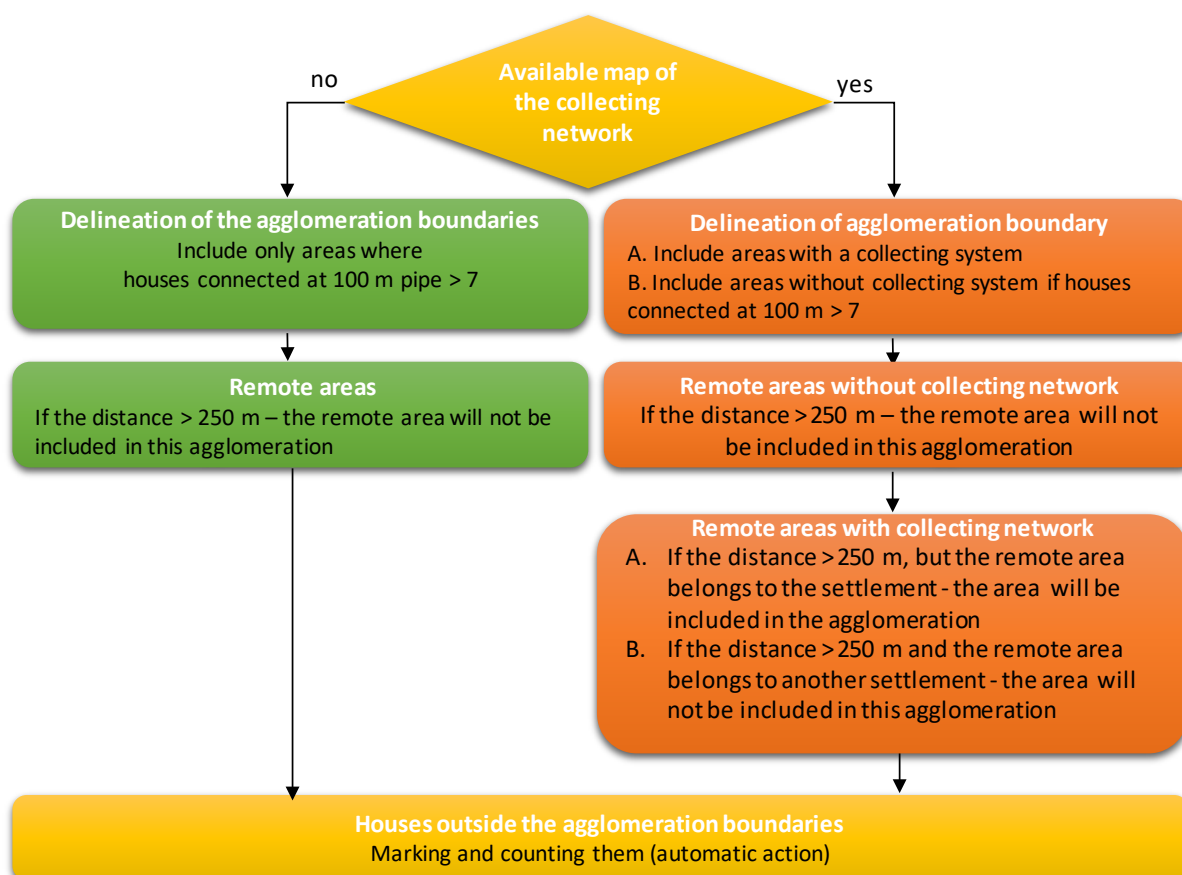 Available map of
the collecting
network
no
yes
Delineation of the agglomeration boundaries
Include only areas where
houses connected at 100 m pipe > 7
Delineation of agglomeration boundary
A. Include areas with a collecting system
B. Include areas without collecting system if houses
connected at 100 m > 7
Remote areas
If the distance > 250 m – the remote area will not be
included in this agglomeration
Remote areas without collecting network
If the distance > 250 m – the remote area will not
be included in this agglomeration
Remote areas with collecting network
A. If the distance > 250 m, but the remote area
belongs to the settlement - the area will be
included in the agglomeration
B. If the distance > 250 m and the remote area
belongs to another settlement - the area will
not be included in this agglomeration
Houses outside the agglomeration boundaries
Marking and counting them (automatic action)